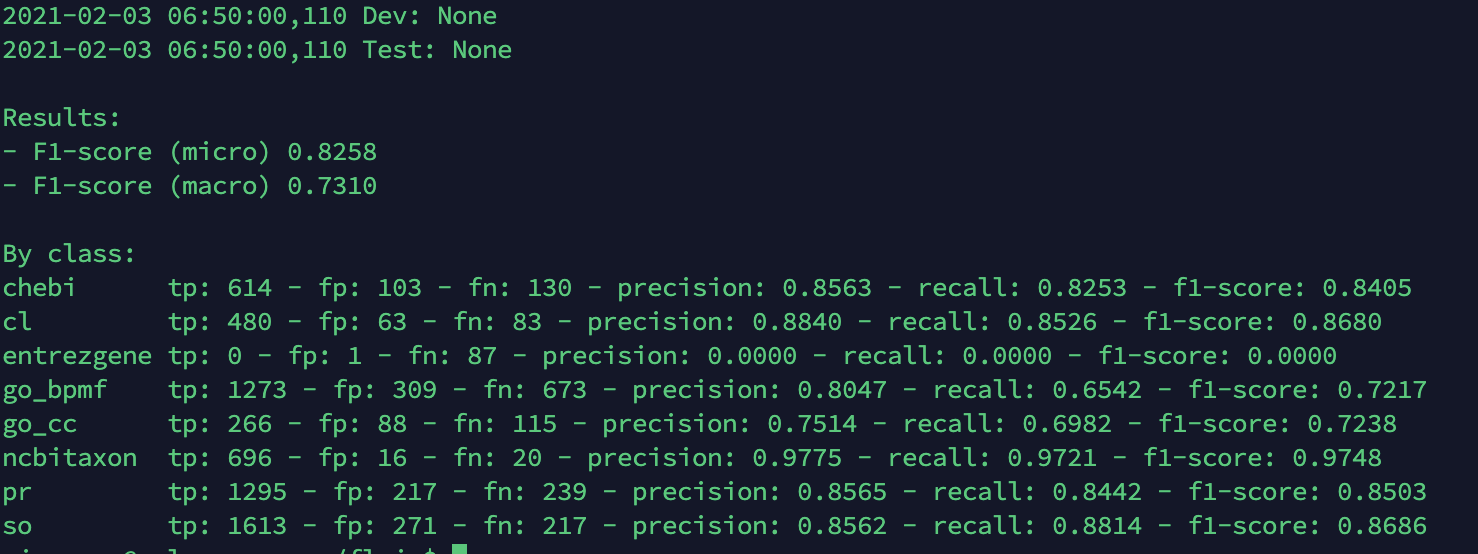 2021-02-03 06:50:00,110 Dev: None
2021-02-03 06:50:00,110 Test: None
Results:
- F1-score (micro) 0.8258
- F1-score (macro) 0.7310
By class:
chebi tp: 614 - fp: 103 - fn: 130 - precision: 0.8563 - recall: 0.8253 - f1-score: 0.8405
cl tp: 480 - fp: 63 - fn: 83 - precision: 0.8840 - recall: 0.8526 - f1-score: 0.8680
entrezgene tp: 0 - fp: 1 - fn: 87 - precision: 0.0000 - recall: 0.0000 - f1-score: 0.0000
go_bpmf tp: 1273 - fp: 309 - fn: 673 - precision: 0.8047 - recall: 0.6542 - f1-score: 0.7217
go_cc tp: 266 - fp: 88 - fn: 115 - precision: 0.7514 - recall: 0.6982 - f1-score: 0.7238
ncbitaxon tp: 696 - fp: 16 - fn: 20 - precision: 0.9775 - recall: 0.9721 - f1-score: 0.9748
pr tp: 1295 - fp: 217 - fn: 239 - precision: 0.8565 - recall: 0.8442 - f1-score: 0.8503
so tp: 1613 - fp: 271 - fn: 217 - precision: 0.8562 - recall: 0.8814 - f1-score: 0.8686